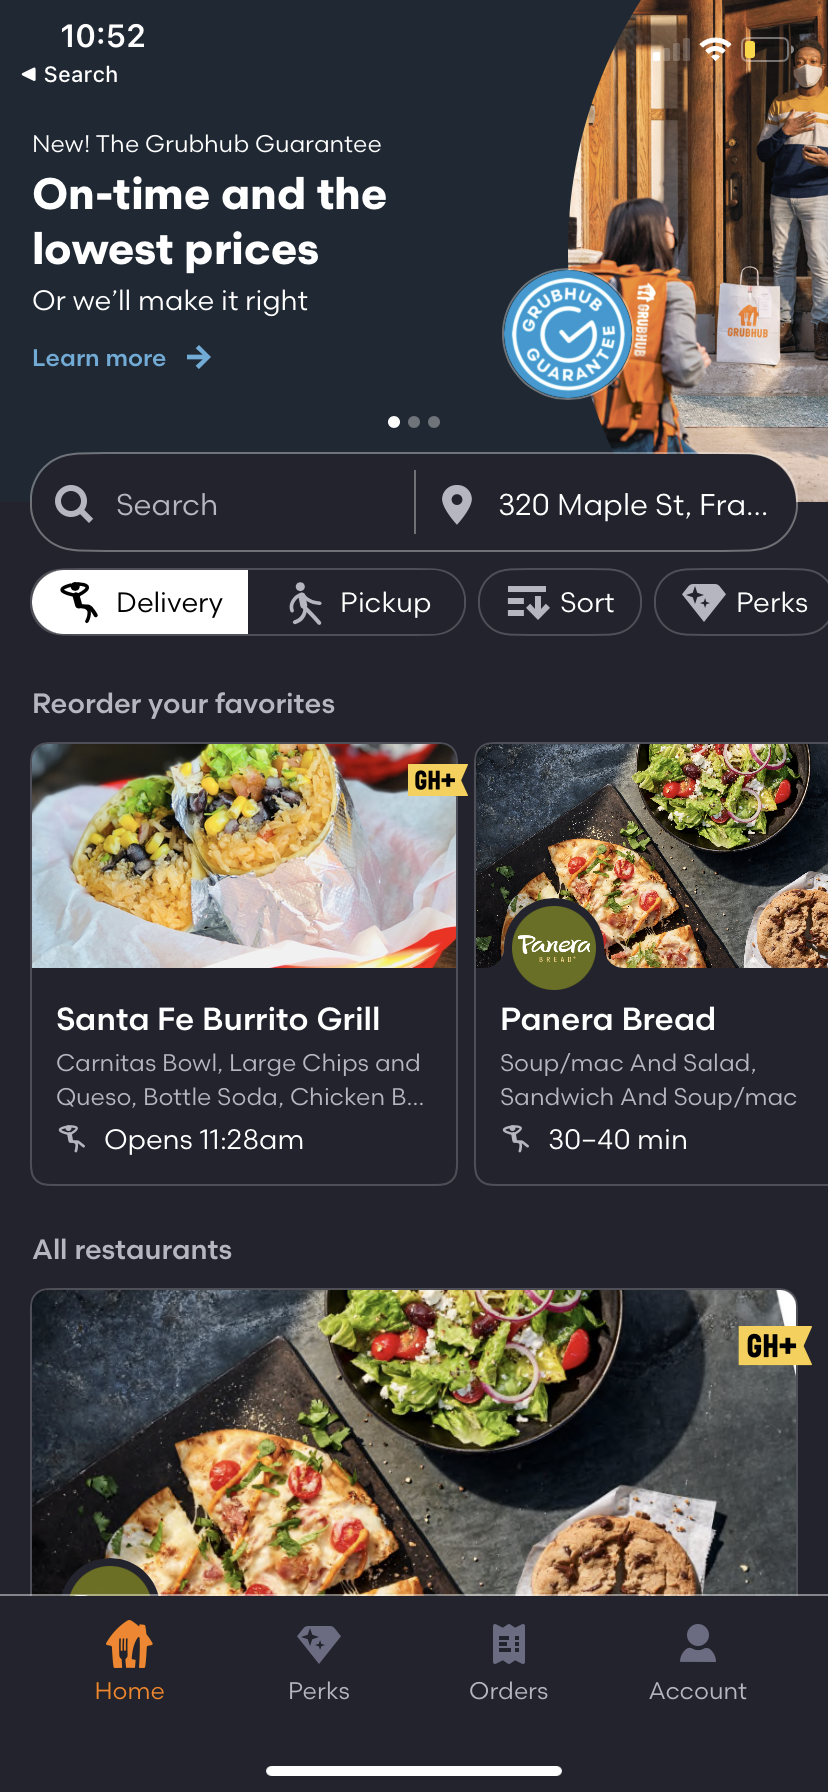 10:52
◀ Search
New! The Grubhub Guarantee
On-time and the
lowest prices
Or we'll make it right
Learn more →
GRUBHUB
GUARANTEE
GRUBHUB
GRUBHUB
Search
320 Maple St, Fra...
Delivery
Pickup
Sort
Perks
Reorder your favorites
GH+
Panera
BREAD
Santa Fe Burrito Grill
Carnitas Bowl, Large Chips and
Queso, Bottle Soda, Chicken B...
Opens 11:28am
Panera Bread
Soup/mac And Salad,
Sandwich And Soup/mac
30–40 min
All restaurants
GH+
Home
Perks
Orders
Account